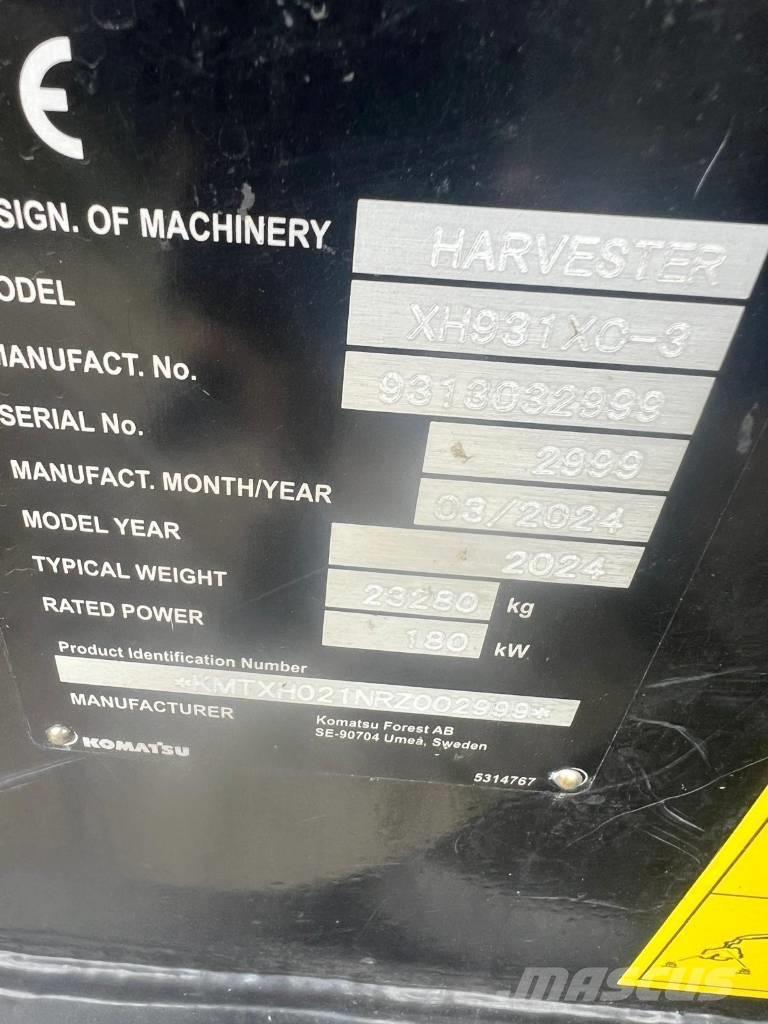 CE
SIGN. OF MACHINERY HARVESTER
ODEL XH931XC-3
MANUFACT. No. 9313032999
SERIAL No. 2999
MANUFACT. MONTH/YEAR 03/2024
MODEL YEAR 2024
TYPICAL WEIGHT 23280 kg
RATED POWER 180 kW
Product Identification Number
*KMTXH021NRZ002999*
MANUFACTURER Komatsu Forest AB
SE-90704 Umeå, Sweden
KOMATSU 5314767
MASCUS